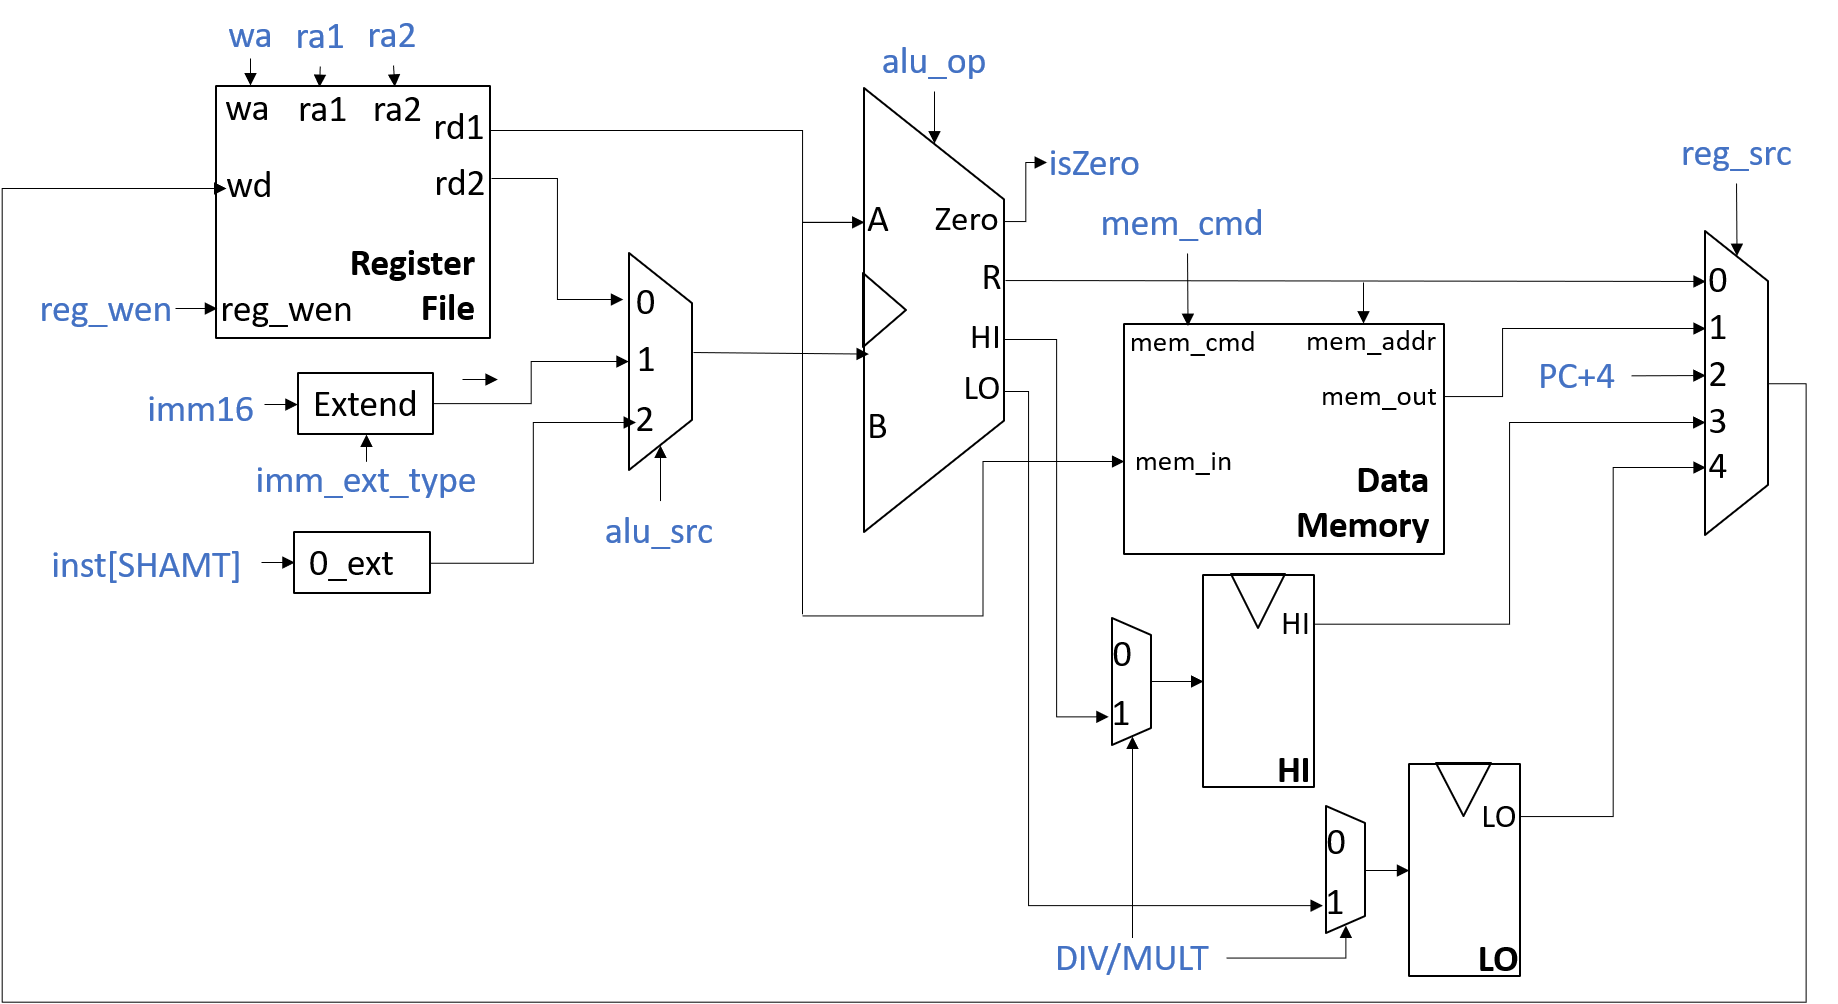 wa ra1 ra2
wa ra1 ra2
rd1
wd
rd2
Register
File
reg_wen
reg_wen
imm16
Extend
imm_ext_type
inst[SHAMT]
0_ext
0
1
2
alu_src
alu_op
A
B
Zero
R
HI
LO
isZero
mem_cmd
mem_cmd
mem_addr
mem_out
mem_in
Data
Memory
reg_src
0
1
PC+4
2
3
4
0
1
HI
HI
0
1
LO
LO
DIV/MULT